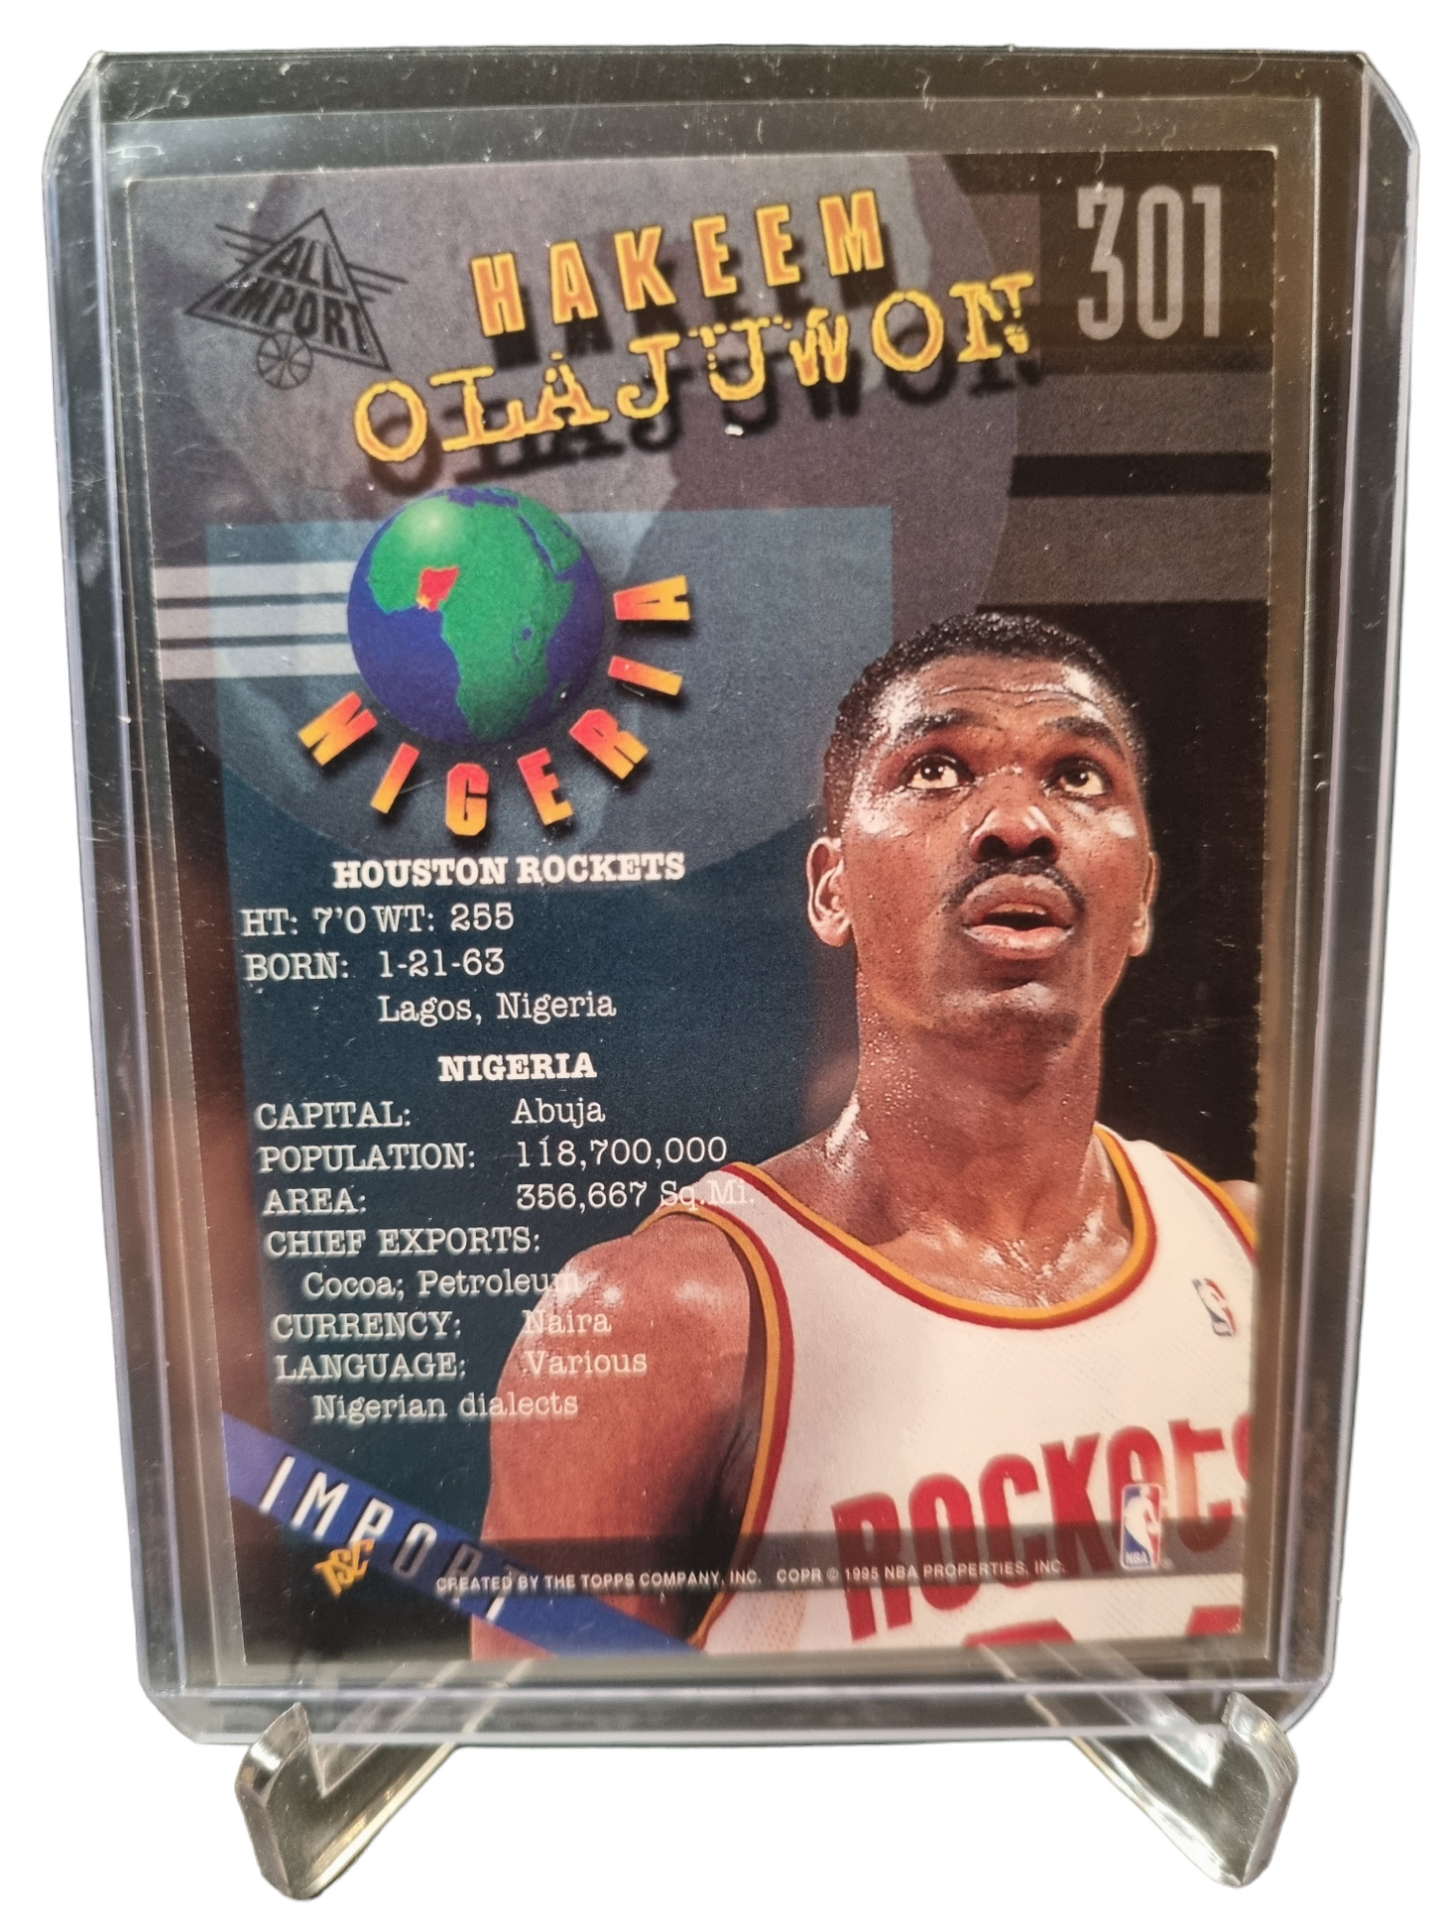 301
ALL
IMPORT
HAKEEM
OLAJUWON
NIGERIA
HOUSTON ROCKETS
HT: 7'0 WT: 255
BORN: 1-21-63
Lagos, Nigeria
NIGERIA
CAPITAL: Abuja
POPULATION: 118,700,000
AREA: 356,667 Sq.Mi.
CHIEF EXPORTS:
Cocoa; Petroleum
CURRENCY: Naira
LANGUAGE: Various
Nigerian dialects
ROCKETS
IMPORT
TSC
NBA
CREATED BY THE TOPPS COMPANY, INC. COPR © 1995 NBA PROPERTIES, INC.